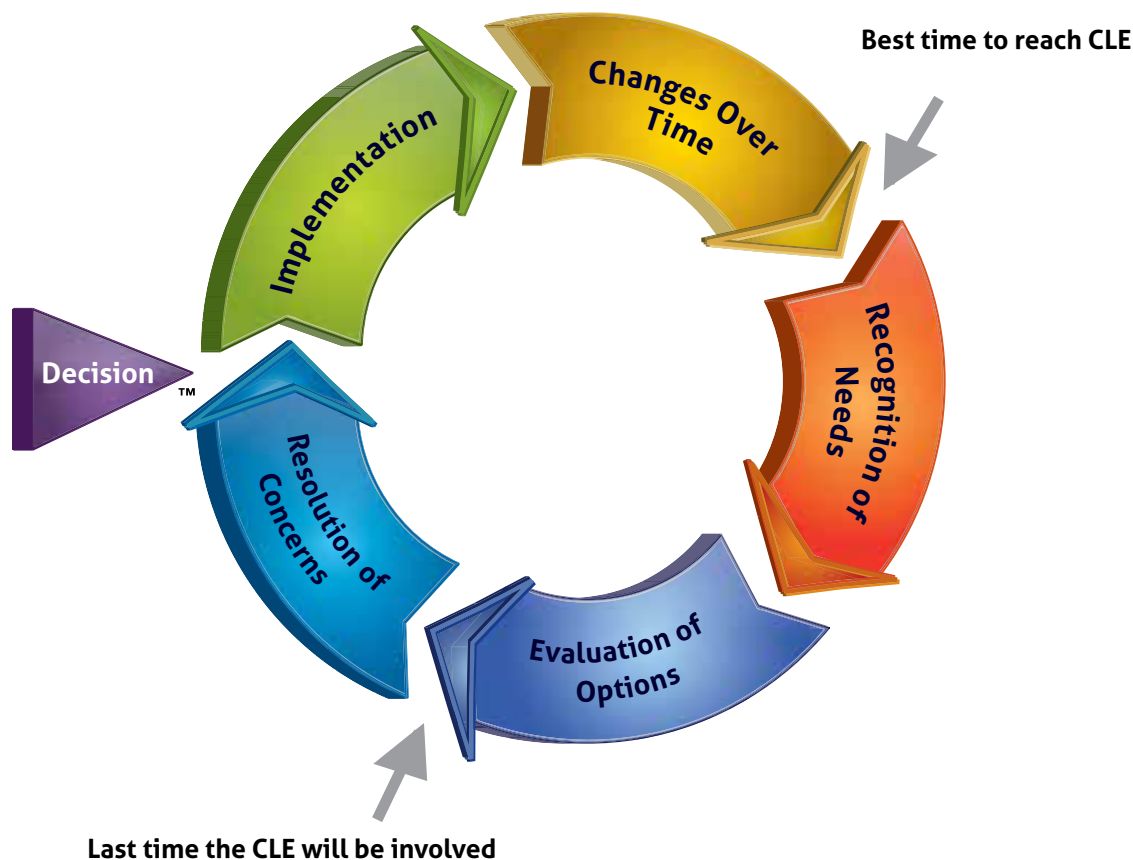 Best time to reach CLE
Changes Over
Time
Implementation
Recognition of
Needs
Decision
™
Resolution of
Concerns
Evaluation of
Options
Last time the CLE will be involved